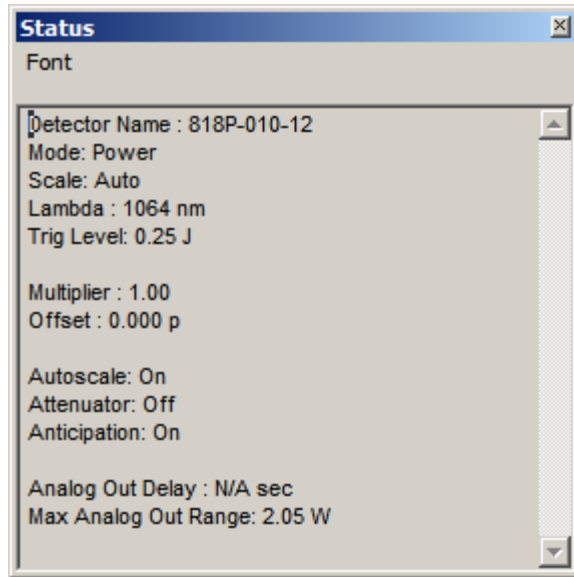 Status
Font
Detector Name : 818P-010-12
Mode: Power
Scale: Auto
Lambda : 1064 nm
Trig Level: 0.25 J
Multiplier : 1.00
Offset : 0.000 p
Autoscale: On
Attenuator: Off
Anticipation: On
Analog Out Delay : N/A sec
Max Analog Out Range: 2.05 W